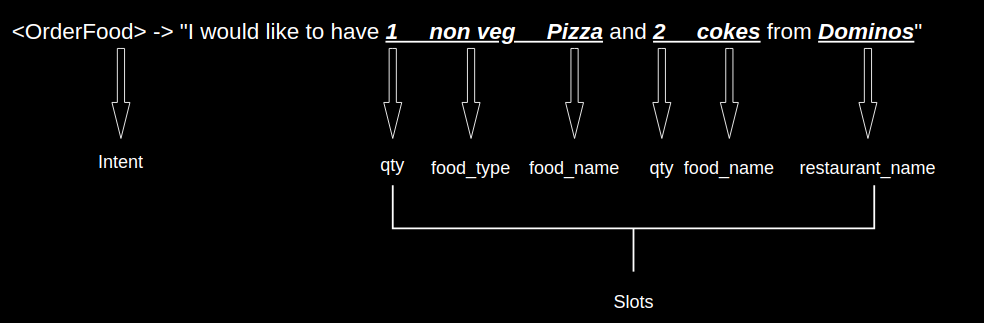 <OrderFood> -> "I would like to have 1 non veg Pizza and 2 cokes from Dominos"
Intent qty food_type food_name qty food_name restaurant_name
Slots